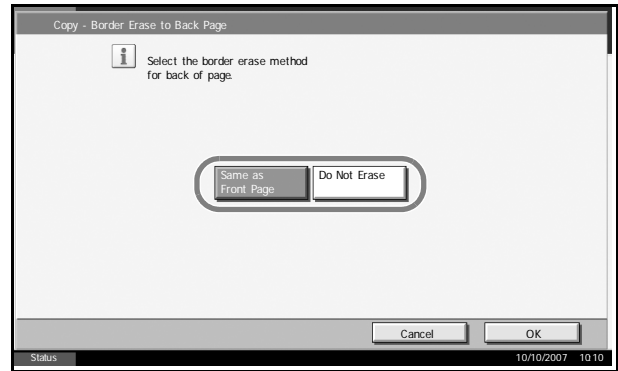 Copy - Border Erase to Back Page
Select the border erase method
for back of page.
Same as
Front Page
Do Not Erase
Cancel
OK
Status
10/10/2007 10:10